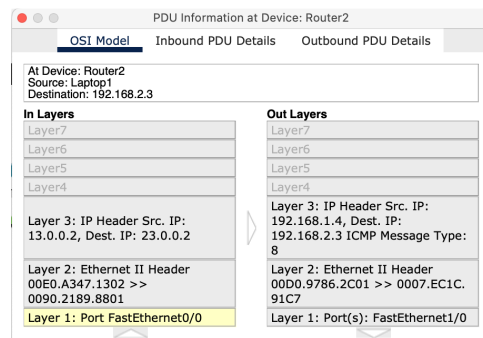 PDU Information at Device: Router2
OSI Model Inbound PDU Details Outbound PDU Details
At Device: Router2
Source: Laptop1
Destination: 192.168.2.3
In Layers
Layer7
Layer6
Layer5
Layer4
Layer 3: IP Header Src. IP:
13.0.0.2, Dest. IP: 23.0.0.2
Layer 2: Ethernet II Header
00E0.A347.1302 >>
0090.2189.8801
Layer 1: Port FastEthernet0/0
Out Layers
Layer7
Layer6
Layer5
Layer4
Layer 3: IP Header Src. IP:
192.168.1.4, Dest. IP:
192.168.2.3 ICMP Message Type:
8
Layer 2: Ethernet II Header
00D0.9786.2C01 >> 0007.EC1C.
91C7
Layer 1: Port(s): FastEthernet1/0